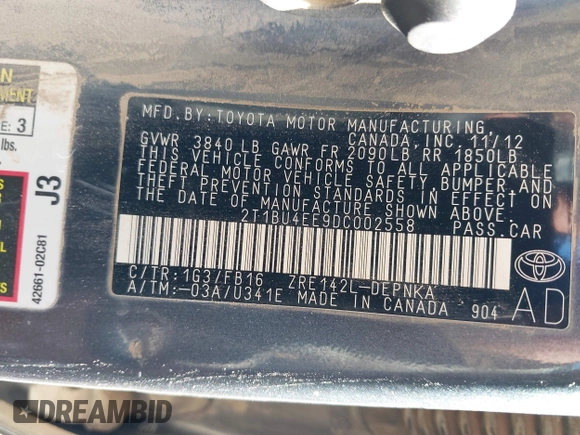 N
EMENT
E: 3
lbs.
J3
42661-02C81
MFD. BY: TOYOTA MOTOR MANUFACTURING,
CANADA, INC. 11/12
GVWR 3840 LB GAWR FR 2090LB RR 1850LB
THIS VEHICLE CONFORMS TO ALL APPLICABLE
FEDERAL MOTOR VEHICLE SAFETY, BUMPER, AND
THEFT PREVENTION STANDARDS IN EFFECT ON
THE DATE OF MANUFACTURE SHOWN ABOVE.
2T1BU4EE9DC002558 PASS.CAR
C/TR:1G3/FB16 ZRE142L-DEPNKA
A/TM:-03A/U341E MADE IN CANADA 904
AD
DREAMBID